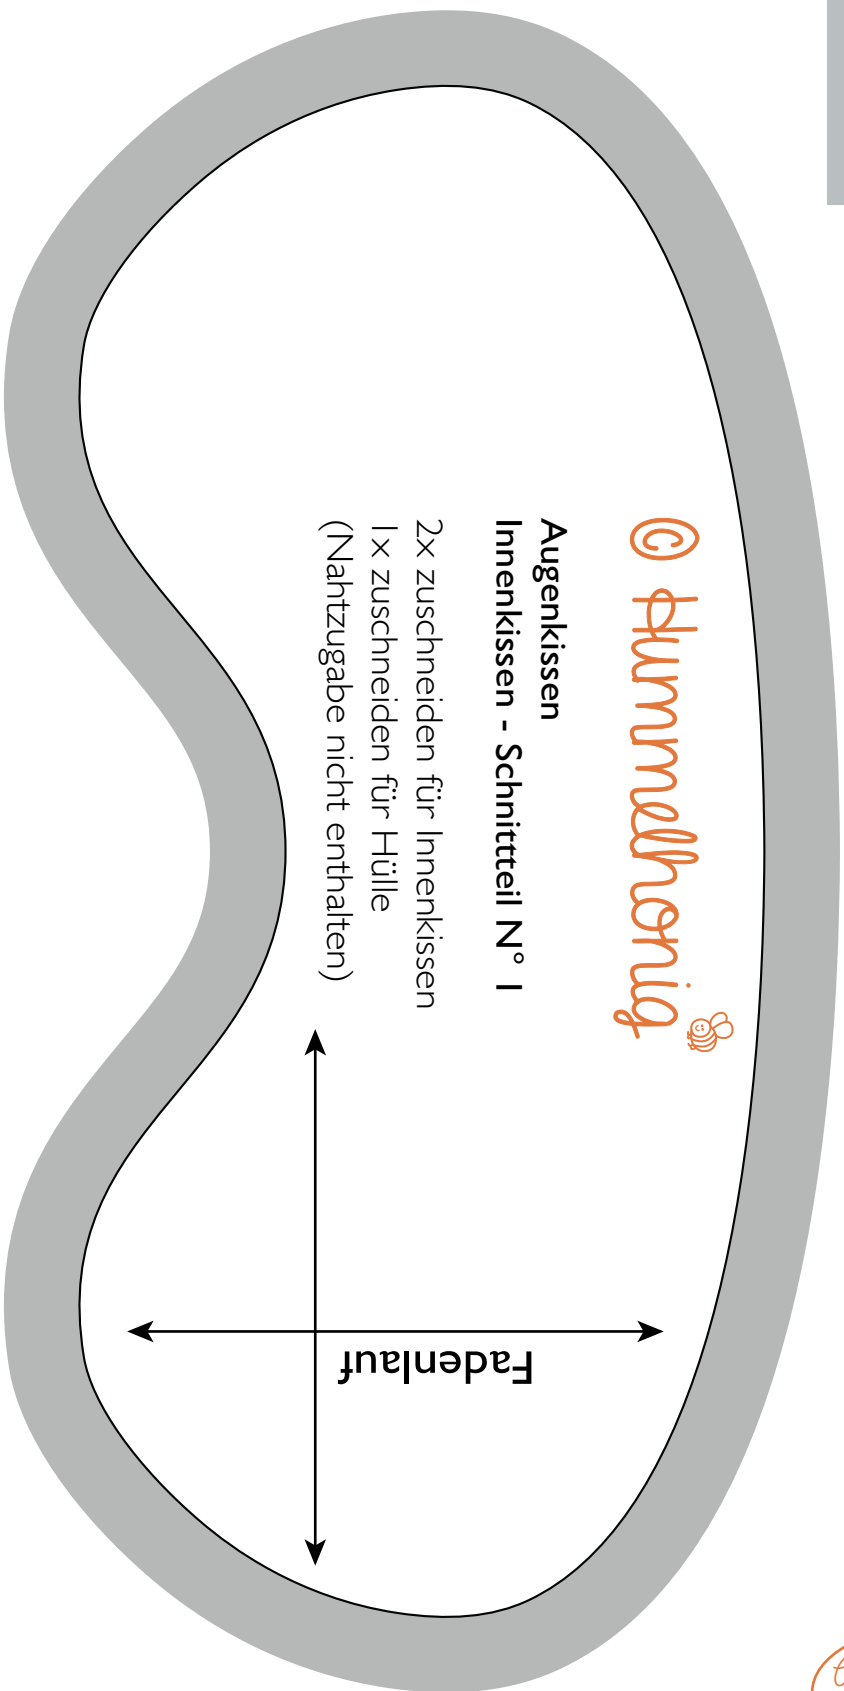 © Hummelhonig
Augenkissen
Innenkissen - Schnittteil N° 1
2x zuschneiden für Innenkissen
1x zuschneiden für Hülle
(Nahtzugabe nicht enthalten)
Fadenlauf